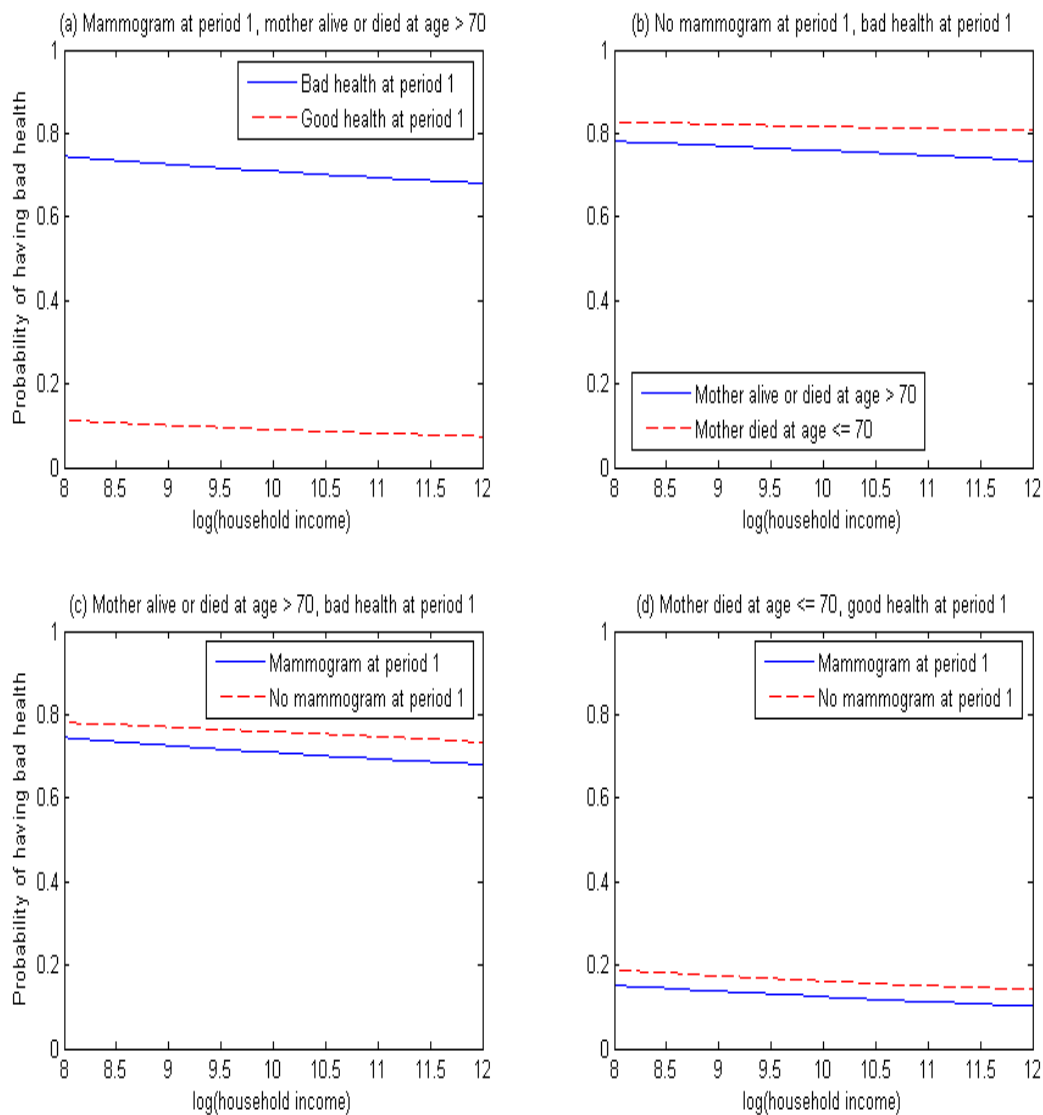 (a) Mammogram at period 1, mother alive or died at age > 70
Probability of having bad health
1
0.8
0.6
0.4
0.2
0
Bad health at period 1
Good health at period 1
8 8.5 9 9.5 10 10.5 11 11.5 12
log(household income)
(b) No mammogram at period 1, bad health at period 1
1
0.8
0.6
0.4
0.2
0
Mother alive or died at age > 70
Mother died at age <= 70
8 8.5 9 9.5 10 10.5 11 11.5 12
log(household income)
(c) Mother alive or died at age > 70, bad health at period 1
Probability of having bad health
1
0.8
0.6
0.4
0.2
0
Mammogram at period 1
No mammogram at period 1
8 8.5 9 9.5 10 10.5 11 11.5 12
log(household income)
(d) Mother died at age <= 70, good health at period 1
1
0.8
0.6
0.4
0.2
0
Mammogram at period 1
No mammogram at period 1
8 8.5 9 9.5 10 10.5 11 11.5 12
log(household income)